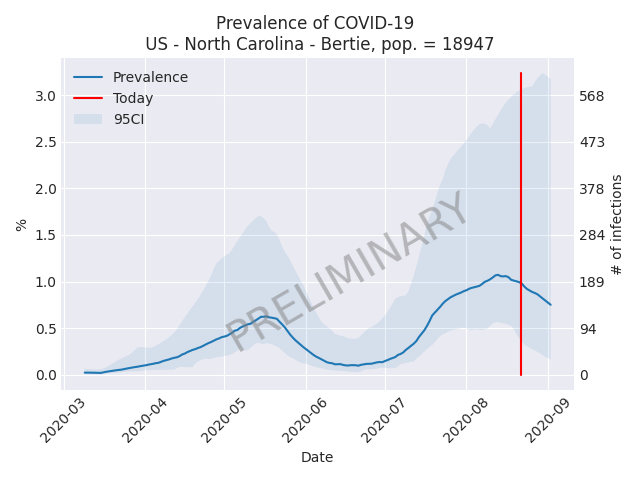 Prevalence of COVID-19
US - North Carolina - Bertie, pop. = 18947
Prevalence
Today
95CI
PRELIMINARY
%
3.0
2.5
2.0
1.5
1.0
0.5
0.0
568
473
378
284
189
94
0
# of infections
2020-03
2020-04
2020-05
2020-06
2020-07
2020-08
2020-09
Date